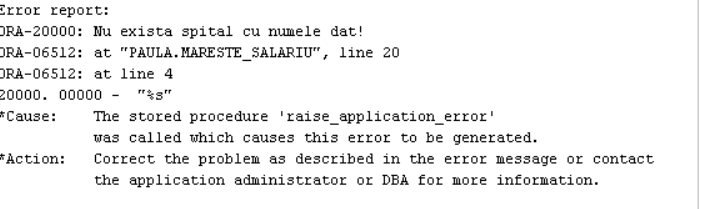 Error report:
ORA-20000: Nu exista spital cu numele dat!
ORA-06512: at "PAULA.MARESTE_SALARIU", line 20
ORA-06512: at line 4
20000. 00000 -  "%s"
*Cause:    The stored procedure 'raise_application_error'
           was called which causes this error to be generated.
*Action:   Correct the problem as described in the error message or contact
           the application administrator or DBA for more information.